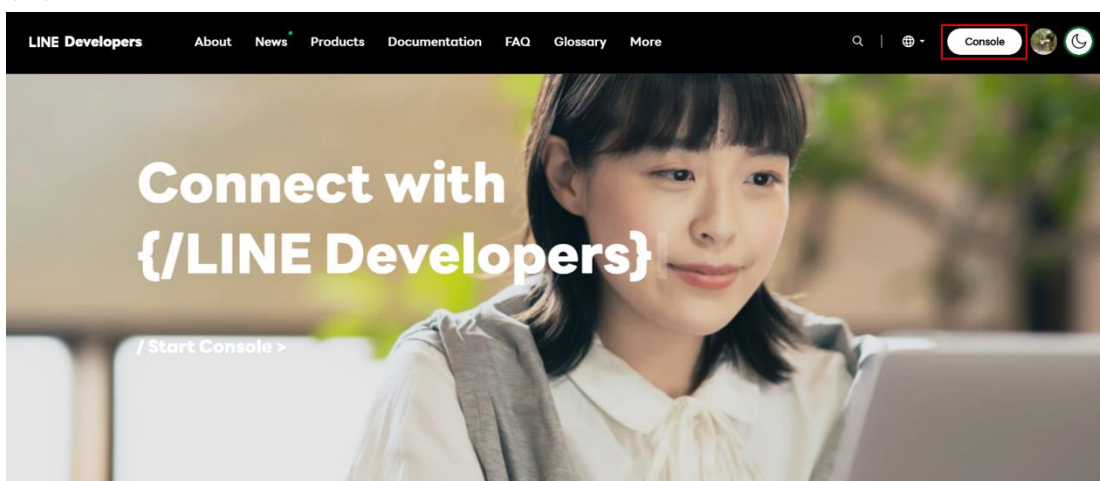 LINE Developers About News Products Documentation FAQ Glossary More Console
Connect with
{/LINE Developers}
/ Start Console >